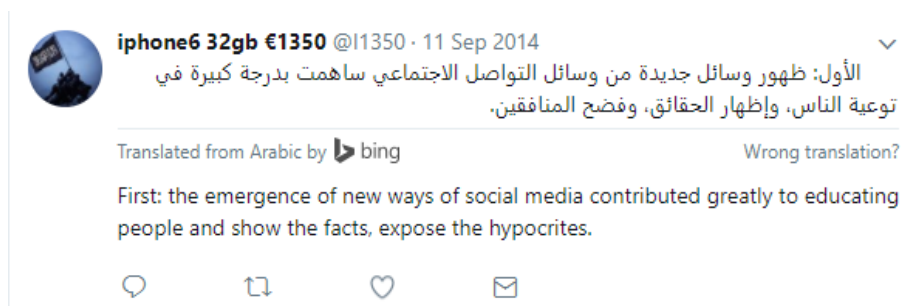 iphone6 32gb €1350 @I1350 · 11 Sep 2014
الأول: ظهور وسائل جديدة من وسائل التواصل الاجتماعي ساهمت بدرجة كبيرة في
توعية الناس، وإظهار الحقائق، وفضح المنافقين.
Translated from Arabic by bing Wrong translation?
First: the emergence of new ways of social media contributed greatly to educating
people and show the facts, expose the hypocrites.